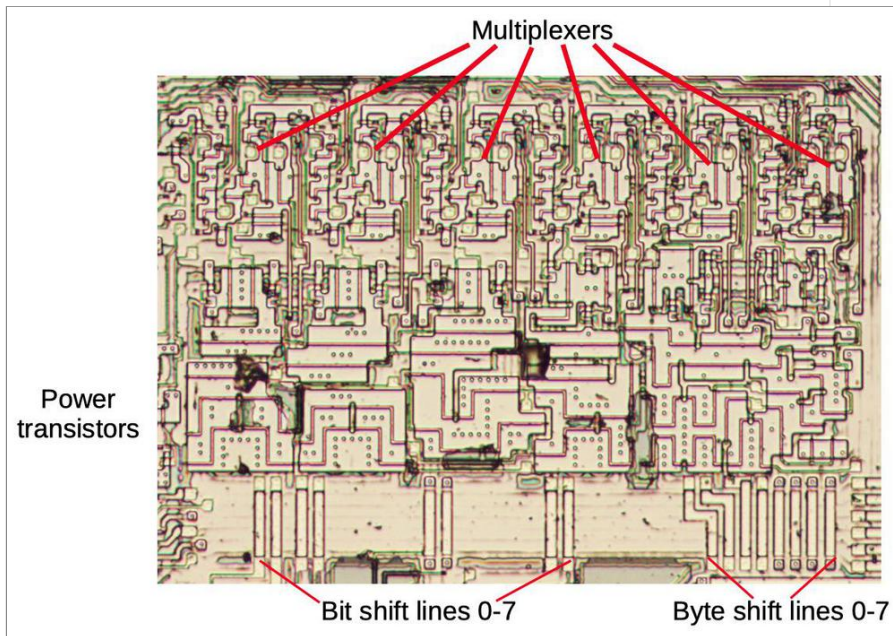 Multiplexers
Power
transistors
Bit shift lines 0-7
Byte shift lines 0-7